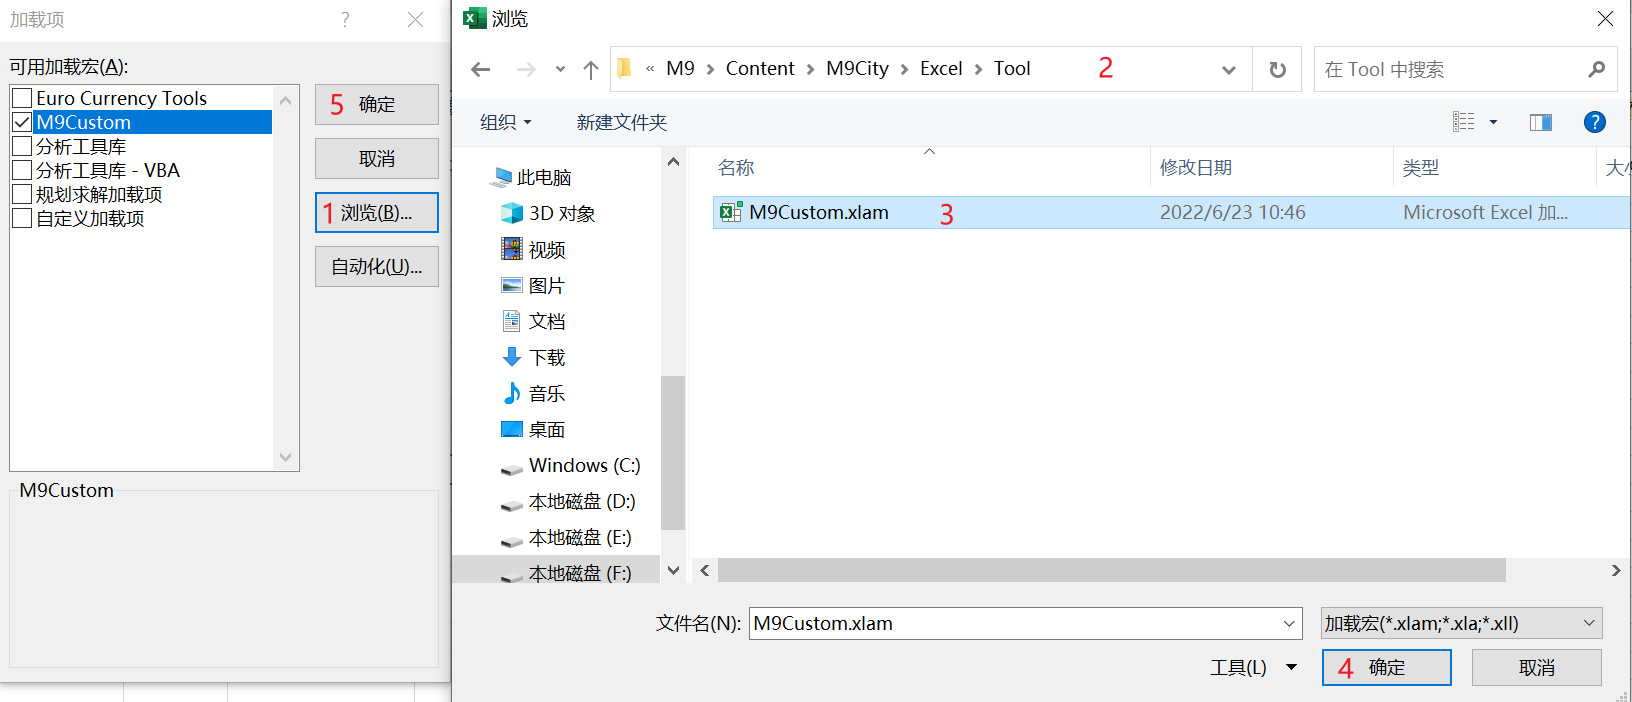 加载项
?
可用加载宏(A):
Euro Currency Tools
M9Custom
分析工具库
分析工具库 - VBA
规划求解加载项
自定义加载项
5 确定
取消
1 浏览(B)...
自动化(U)...
M9Custom
浏览
« M9 > Content > M9City > Excel > Tool 2
在 Tool 中搜索
组织
新建文件夹
?
此电脑
3D 对象
视频
图片
文档
下载
音乐
桌面
Windows (C:)
本地磁盘 (D:)
本地磁盘 (E:)
本地磁盘 (F:)
名称 修改日期 类型 大小
M9Custom.xlam 3 2022/6/23 10:46 Microsoft Excel 加...
文件名(N): M9Custom.xlam 加载宏(*.xlam;*.xla;*.xll)
工具(L) 4 确定 取消